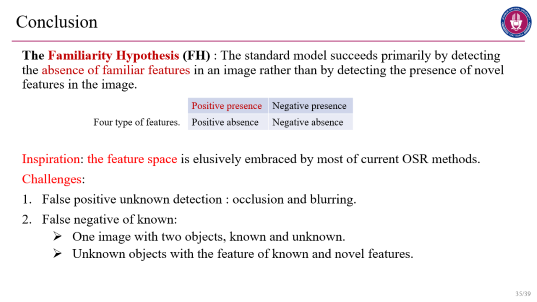 Conclusion
The Familiarity Hypothesis (FH) : The standard model succeeds primarily by detecting
the absence of familiar features in an image rather than by detecting the presence of novel
features in the image.
Positive presence Negative presence
Four type of features. Positive absence Negative absence
Inspiration: the feature space is elusively embraced by most of current OSR methods.
Challenges:
1. False positive unknown detection : occlusion and blurring.
2. False negative of known:
➢ One image with two objects, known and unknown.
➢ Unknown objects with the feature of known and novel features.
35/39